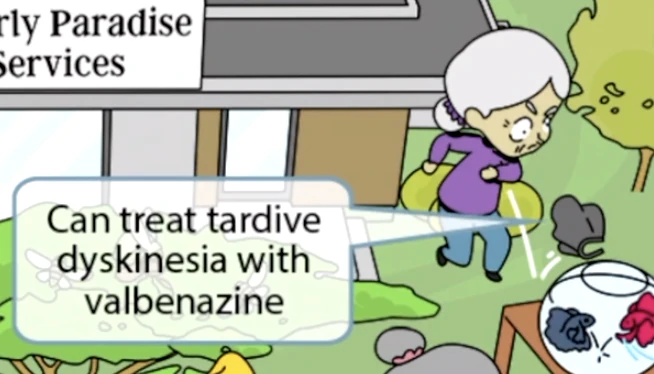 rly Paradise
Services
Can treat tardive
dyskinesia with
valbenazine